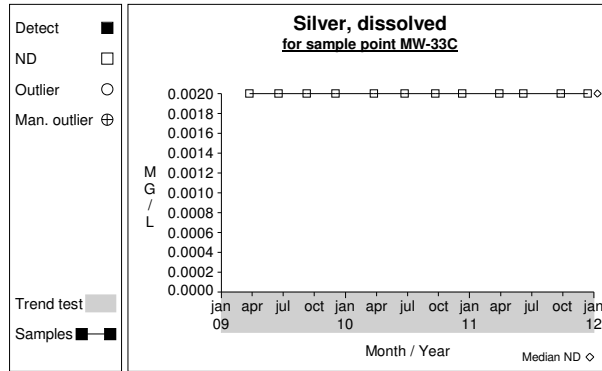 Detect
ND
Outlier
Man. outlier
Trend test
Samples
Silver, dissolved
for sample point MW-33C
0.0020
0.0018
0.0016
0.0014
0.0012
0.0010
0.0008
0.0006
0.0004
0.0002
0.0000
M
G
/
L
jan apr jul oct jan apr jul oct jan apr jul oct jan
09 10 11 12
Month / Year
Median ND